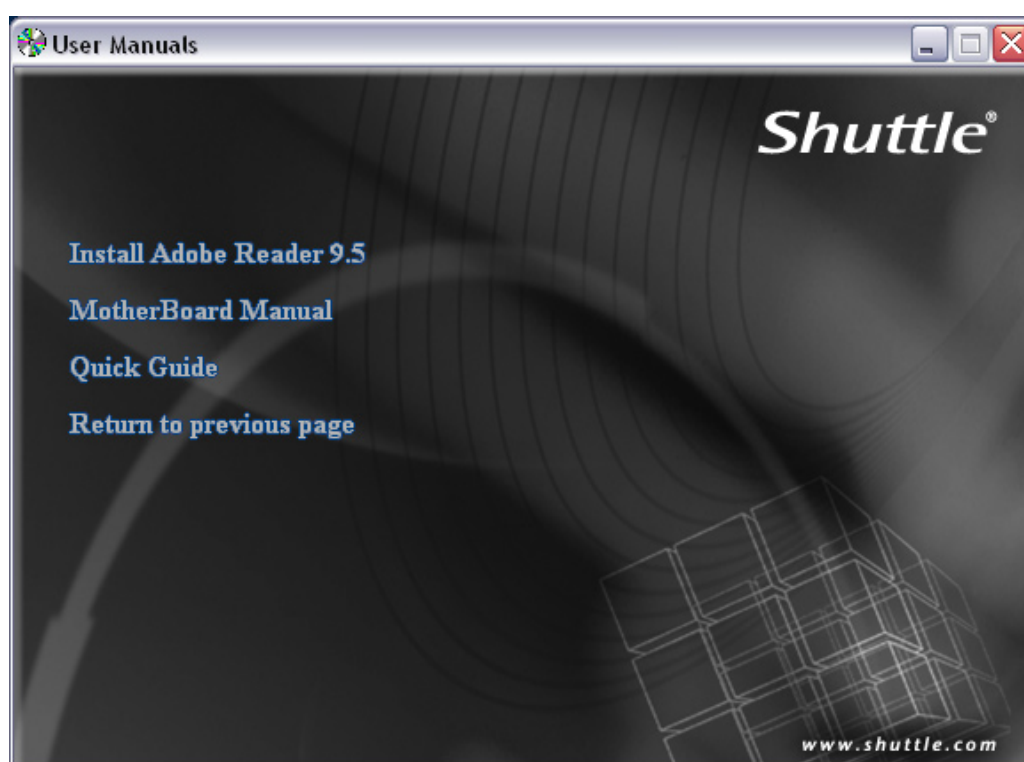 User Manuals
Shuttle®
Install Adobe Reader 9.5
MotherBoard Manual
Quick Guide
Return to previous page
www.shuttle.com